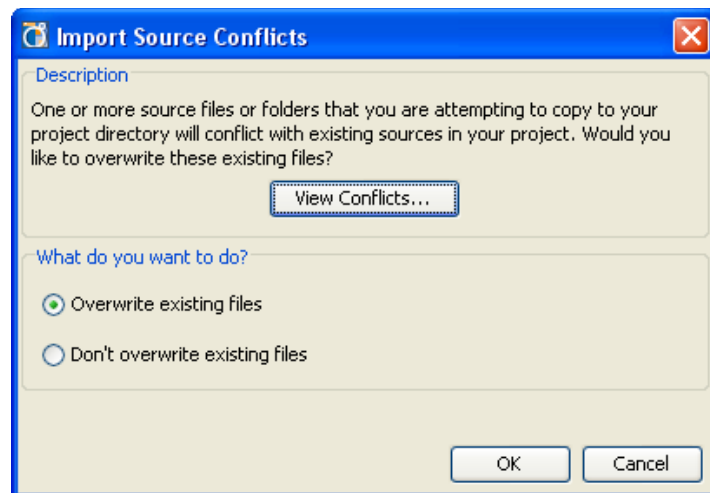 Import Source Conflicts
Description
One or more source files or folders that you are attempting to copy to your
project directory will conflict with existing sources in your project. Would you
like to overwrite these existing files?
View Conflicts...
What do you want to do?
Overwrite existing files
Don't overwrite existing files
OK
Cancel